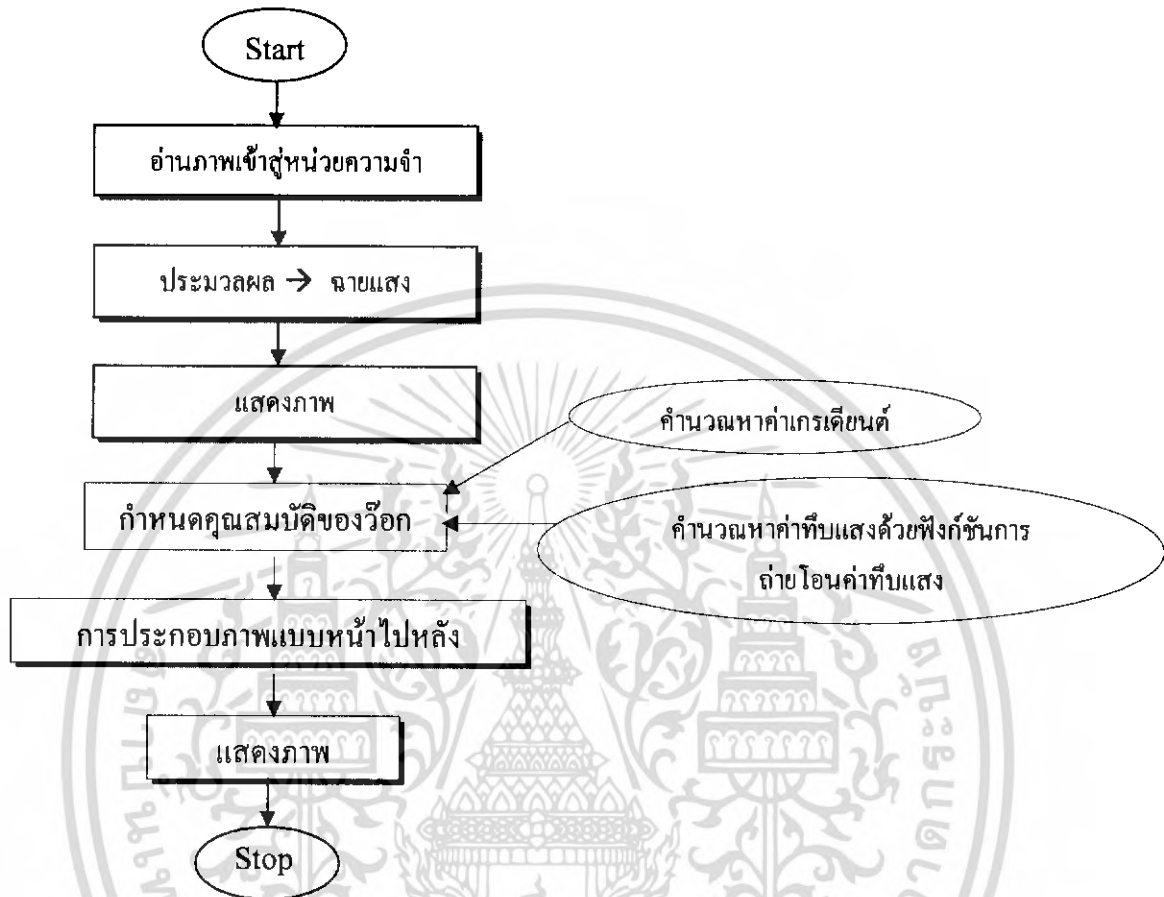 Start
อ่านภาพเข้าสู่หน่วยความจำ
ประมวลผล → ฉายแสง
แสดงภาพ
คำนวณหาค่าเกรเดียนต์
กำหนดคุณสมบัติของว๊อก
คำนวณหาค่าทึบแสงด้วยฟังก์ชันการ
ถ่ายโอนค่าทึบแสง
การประกอบภาพแบบหน้าไปหลัง
แสดงภาพ
Stop